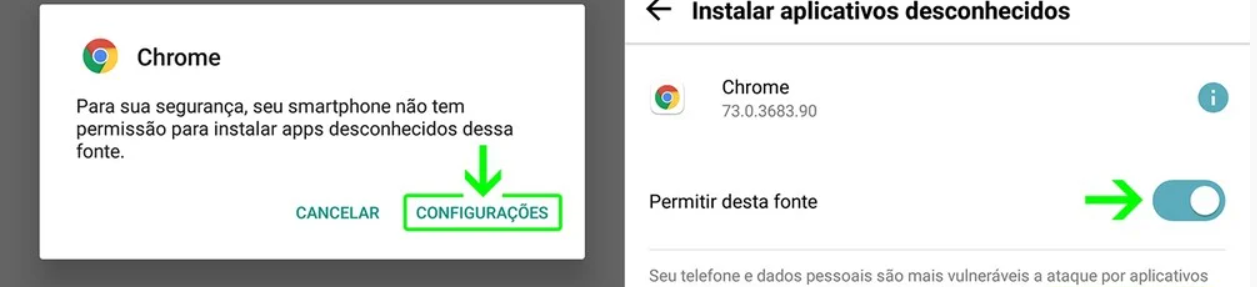 Chrome
Para sua segurança, seu smartphone não tem
permissão para instalar apps desconhecidos dessa
fonte.
CANCELAR CONFIGURAÇÕES
Instalar aplicativos desconhecidos
Chrome
73.0.3683.90
Permitir desta fonte
Seu telefone e dados pessoais são mais vulneráveis a ataque por aplicativos